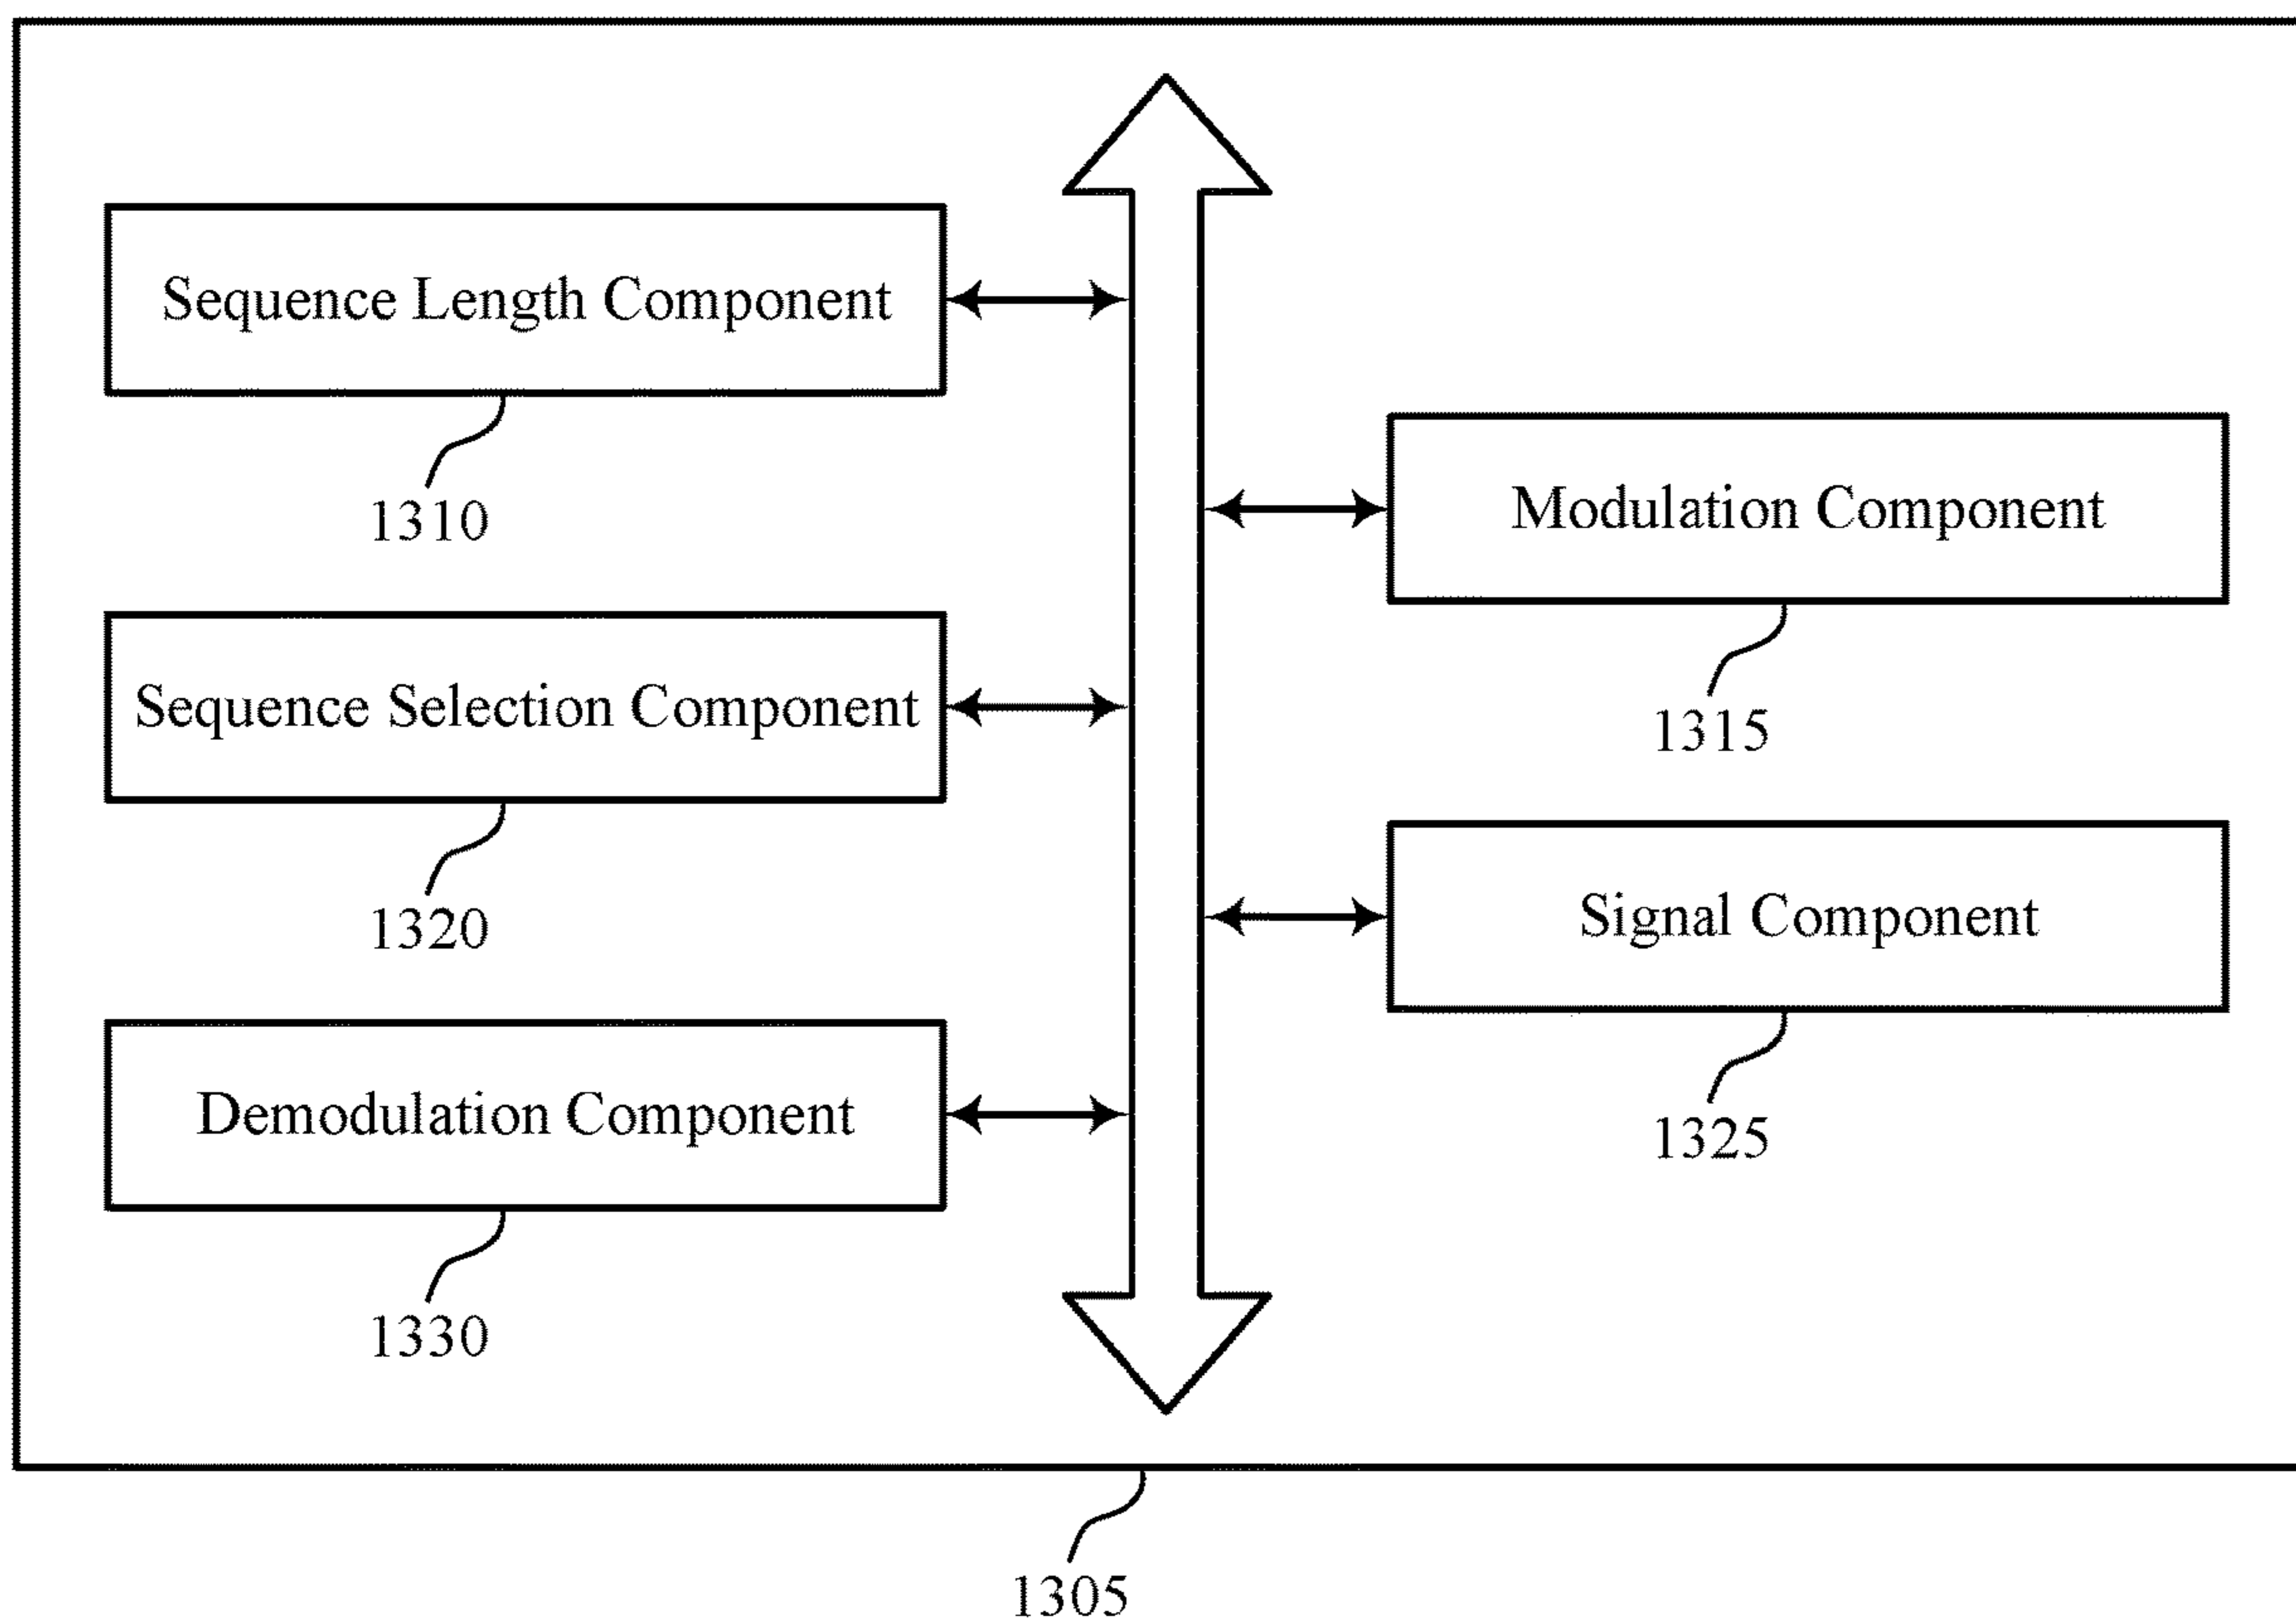 Sequence Length Component
1310
Modulation Component
1315
Sequence Selection Component
1320
Signal Component
1325
Demodulation Component
1330
1305